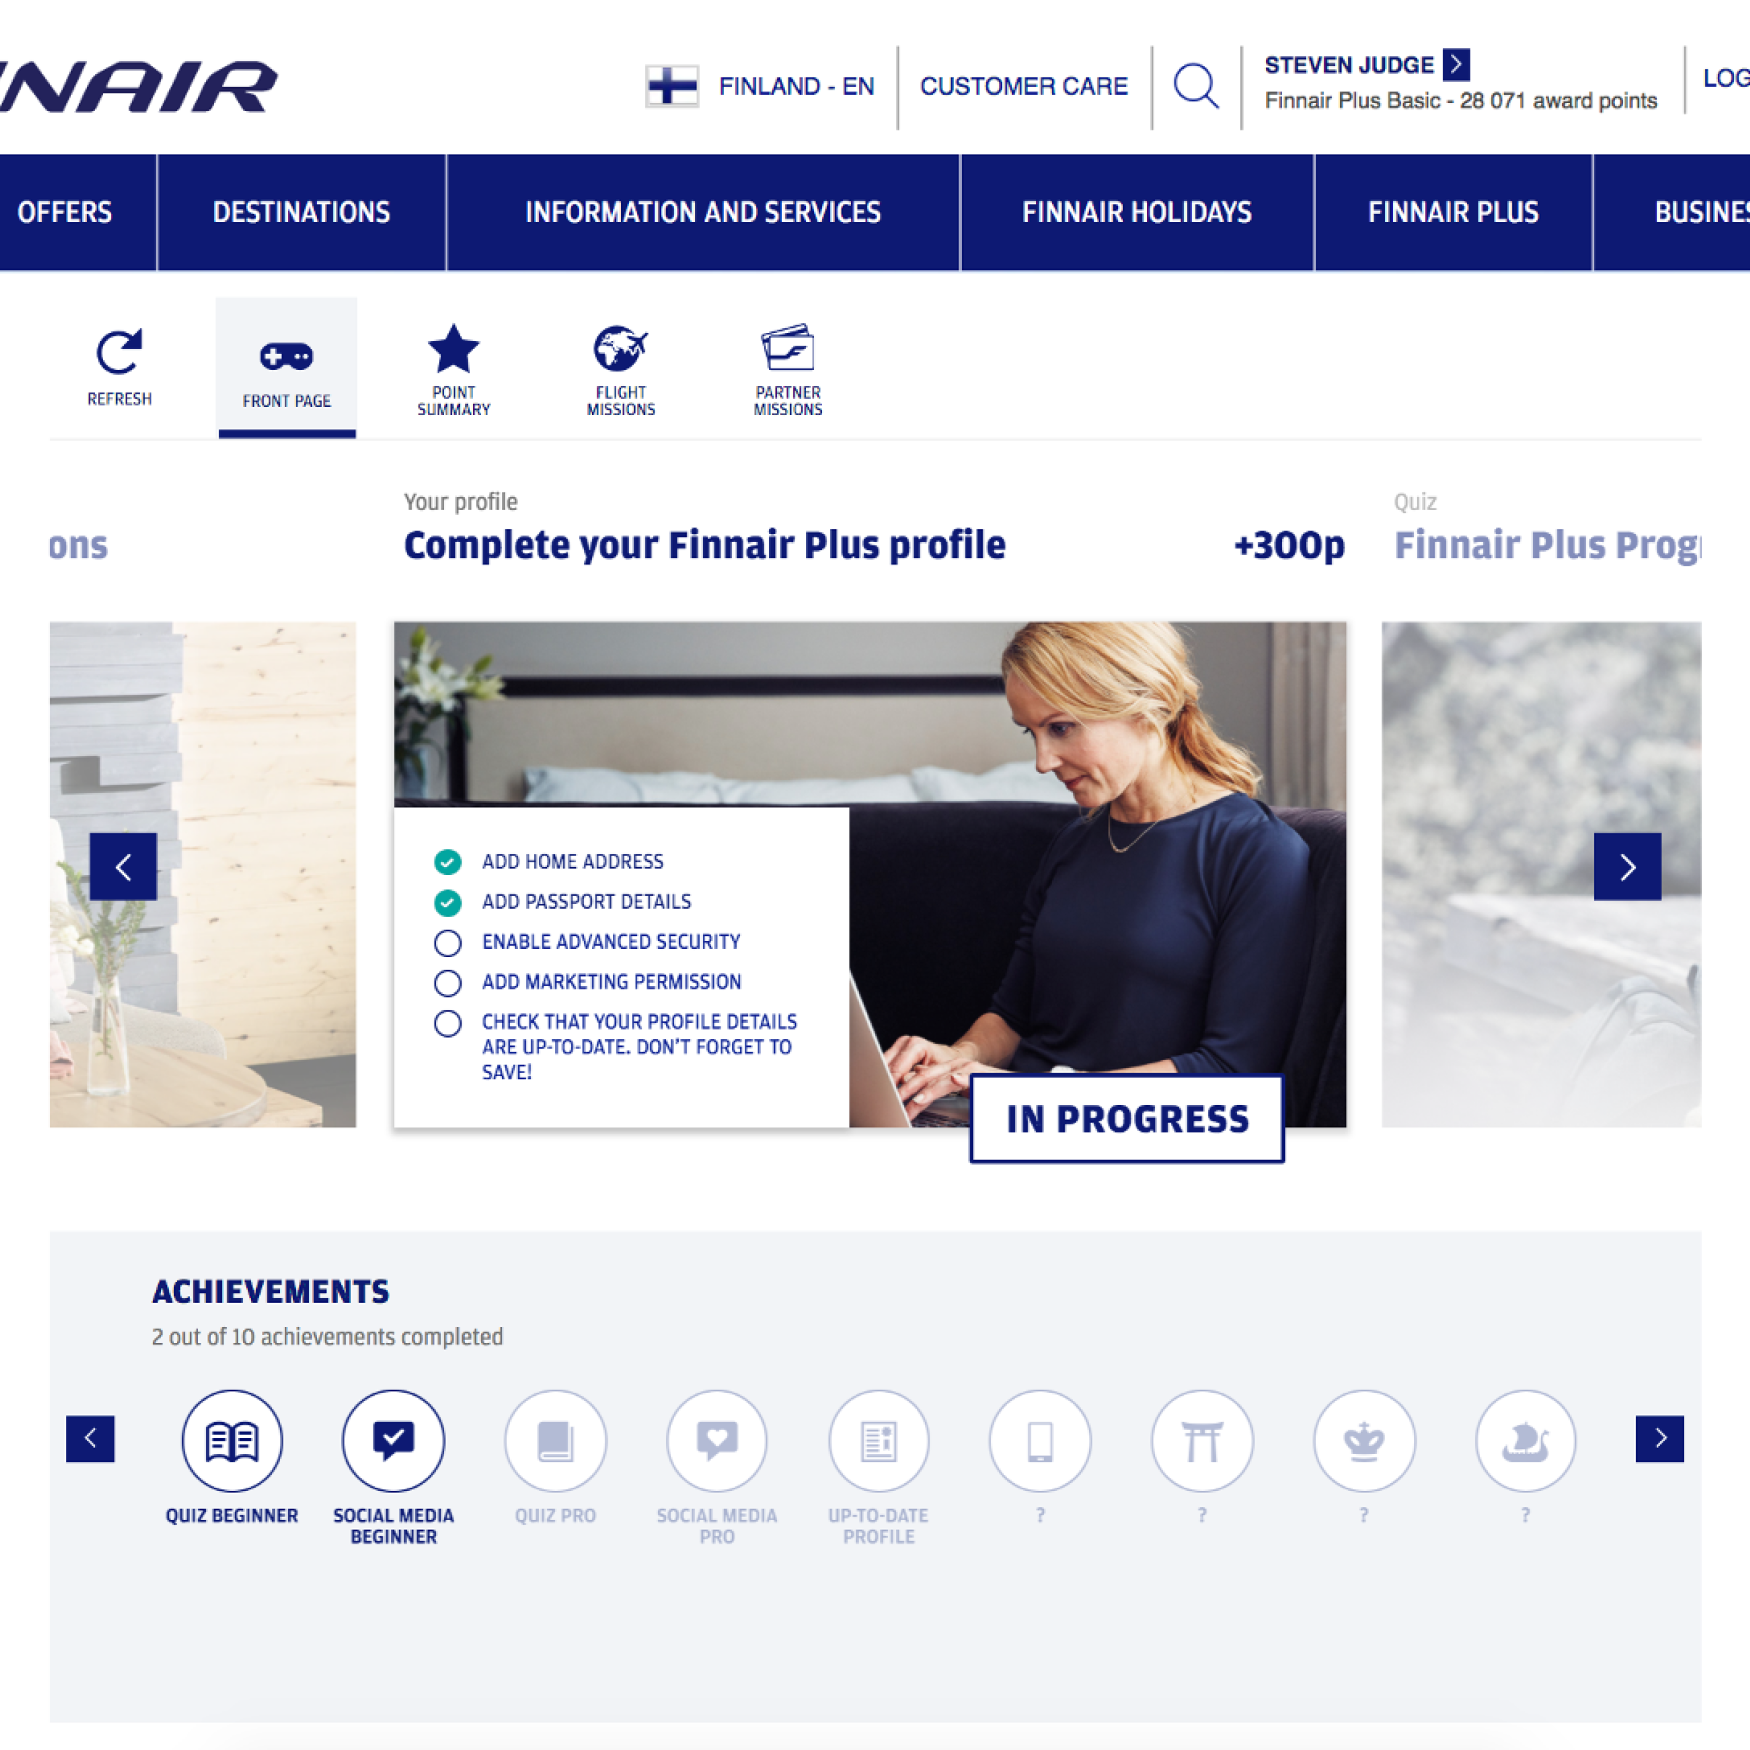 NAIR
FINLAND - EN
CUSTOMER CARE
STEVEN JUDGE
Finnair Plus Basic - 28 071 award points
LOG
OFFERS
DESTINATIONS
INFORMATION AND SERVICES
FINNAIR HOLIDAYS
FINNAIR PLUS
BUSINES
REFRESH
FRONT PAGE
POINT
SUMMARY
FLIGHT
MISSIONS
PARTNER
MISSIONS
ons
Your profile
Complete your Finnair Plus profile
+300p
Quiz
Finnair Plus Prog
ADD HOME ADDRESS
ADD PASSPORT DETAILS
ENABLE ADVANCED SECURITY
ADD MARKETING PERMISSION
CHECK THAT YOUR PROFILE DETAILS
ARE UP-TO-DATE. DON'T FORGET TO
SAVE!
IN PROGRESS
ACHIEVEMENTS
2 out of 10 achievements completed
QUIZ BEGINNER
SOCIAL MEDIA
BEGINNER
QUIZ PRO
SOCIAL MEDIA
PRO
UP-TO-DATE
PROFILE
?
?
?
?